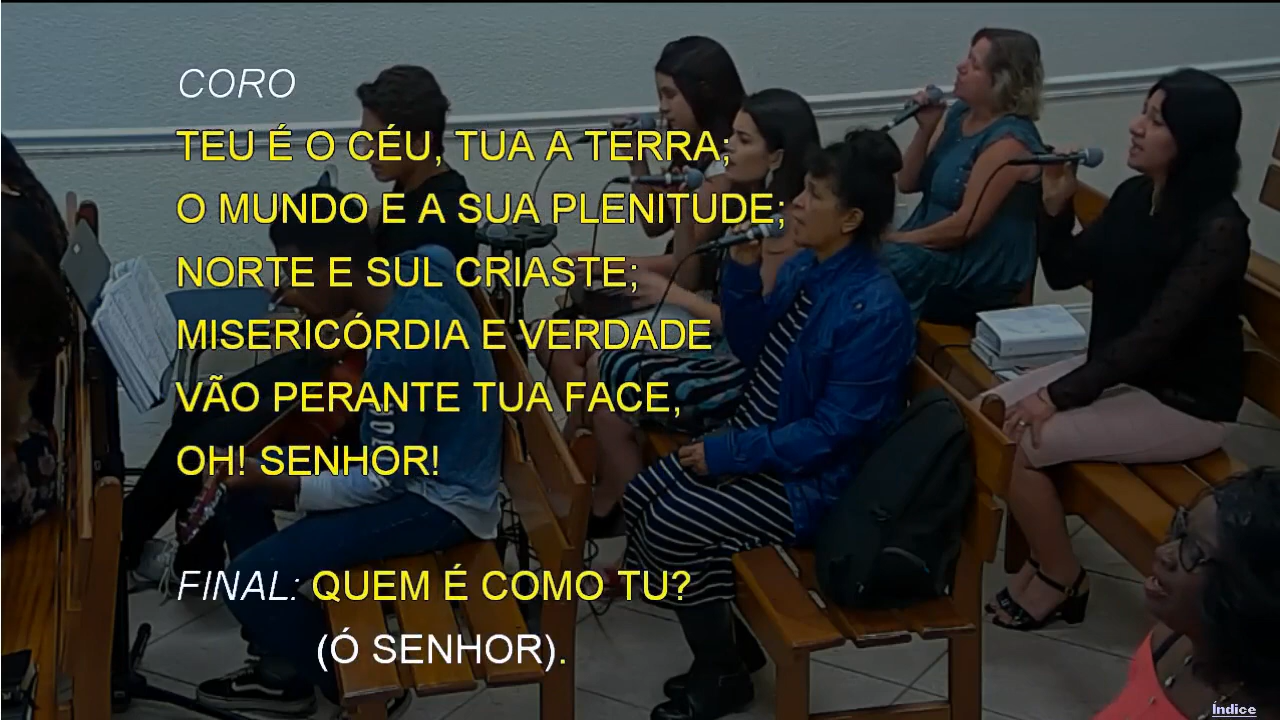 CORO
TEU É O CÉU, TUA A TERRA;
O MUNDO E A SUA PLENITUDE;
NORTE E SUL CRIASTE;
MISERICÓRDIA E VERDADE
VÃO PERANTE TUA FACE,
OH! SENHOR!
FINAL: QUEM É COMO TU?
(Ó SENHOR).
Índice